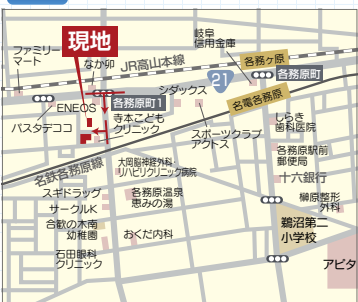 ファミリー
マート
現地
なか卯
JR高山本線
岐阜
信用金庫
各務ヶ原
21
各務原町
シダックス
ENEOS
各務原町1
名電各務原
パスタデココ
寺本こども
クリニック
スポーツクラブ
アクトス
しらき
歯科医院
名鉄各務原線
大岡脳神経外科・
リハビリクリニック病院
各務原駅前
郵便局
十六銀行
スギドラッグ
サークルK
各務原温泉
恵みの湯
榊原整形
外科
合歓の木南
幼稚園
おくだ内科
鵜沼第二
小学校
石田眼科
クリニック
アピタ